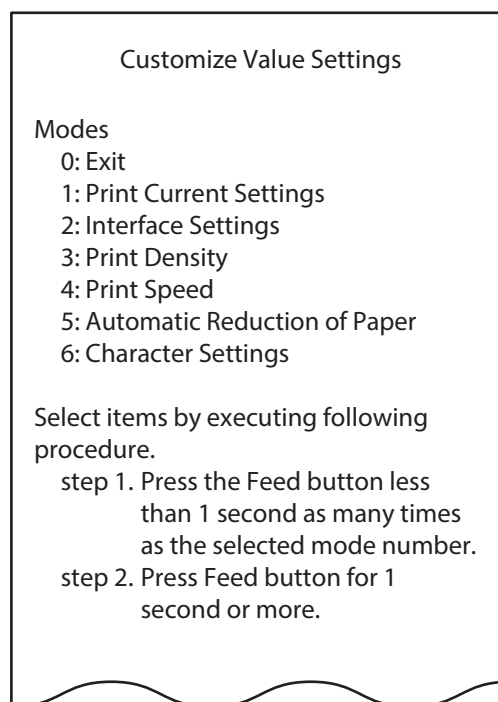 Customize Value Settings
Modes
0: Exit
1: Print Current Settings
2: Interface Settings
3: Print Density
4: Print Speed
5: Automatic Reduction of Paper
6: Character Settings
Select items by executing following
procedure.
step 1. Press the Feed button less
than 1 second as many times
as the selected mode number.
step 2. Press Feed button for 1
second or more.